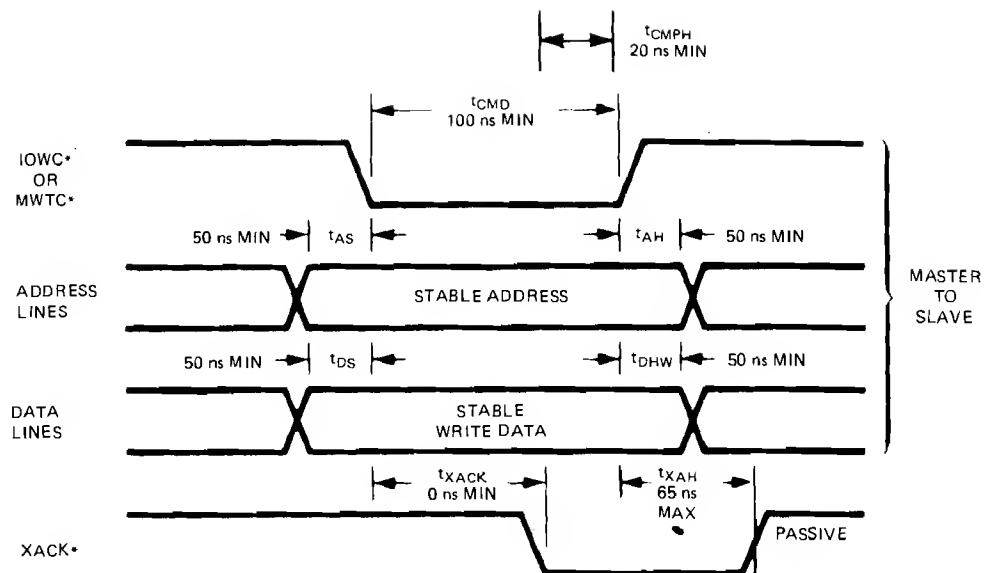 tCMPH
20 ns MIN
tCMD
100 ns MIN
IOWC*
OR
MWTC*
50 ns MIN tAS tAH 50 ns MIN
ADDRESS
LINES
STABLE ADDRESS
MASTER
TO
SLAVE
50 ns MIN tDS tDHW 50 ns MIN
DATA
LINES
STABLE
WRITE DATA
tXACK
0 ns MIN
tXAH
65 ns
MAX
XACK*
PASSIVE